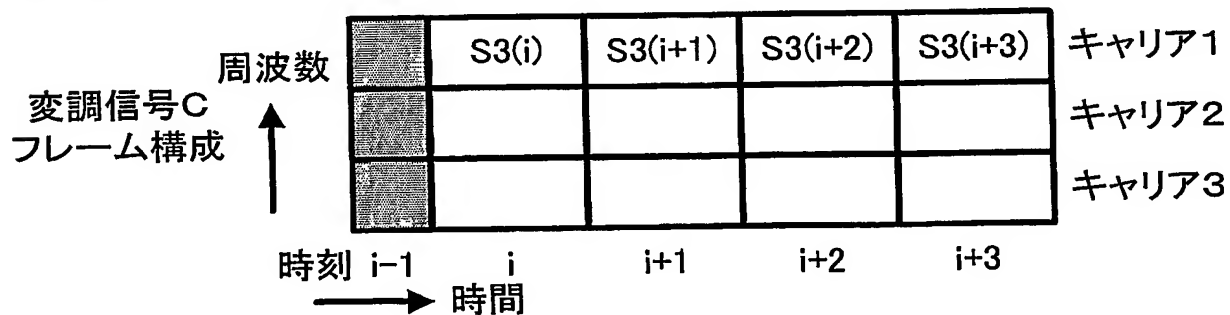 周波数
変調信号C
フレーム構成
S3(i) S3(i+1) S3(i+2) S3(i+3) キャリア1
キャリア2
キャリア3
時刻 i-1 i i+1 i+2 i+3
時間